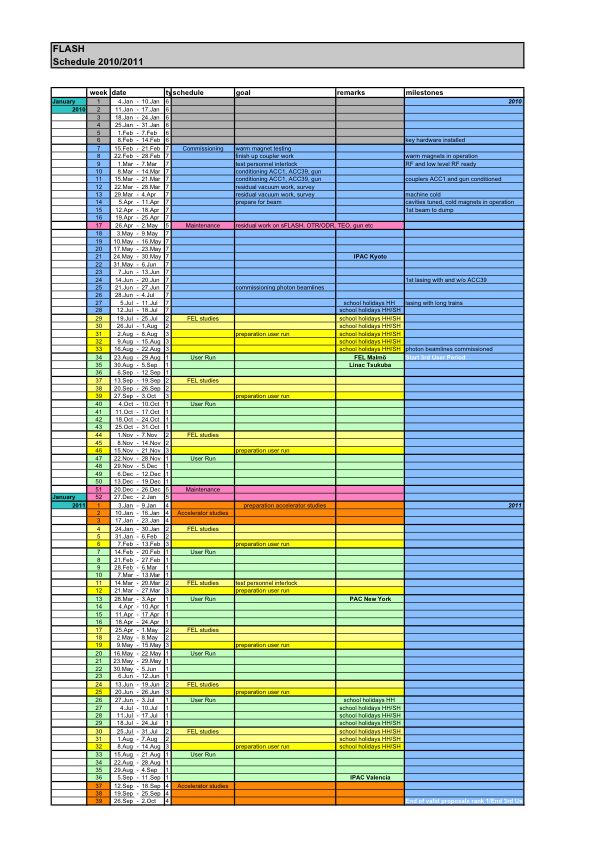 FLASH
Schedule 2010/2011
week date ty schedule goal remarks milestones
January 1 4.Jan - 10.Jan 6 2010
2010 2 11.Jan - 17.Jan 6
3 18.Jan - 24.Jan 6
4 25.Jan - 31.Jan 6
5 1.Feb - 7.Feb 6
6 8.Feb - 14.Feb 6 key hardware installed
7 15.Feb - 21.Feb 7 Commissioning warm magnet testing
8 22.Feb - 28.Feb 7 finish up coupler work warm magnets in operation
9 1.Mar - 7.Mar 7 test personnel interlock RF and low level RF ready
10 8.Mar - 14.Mar 7 conditioning ACC1, ACC39, gun
11 15.Mar - 21.Mar 7 conditioning ACC1, ACC39, gun couplers ACC1 and gun conditioned
12 22.Mar - 28.Mar 7 residual vacuum work, survey
13 29.Mar - 4.Apr 7 residual vacuum work, survey machine cold
14 5.Apr - 11.Apr 7 prepare for beam cavities tuned, cold magnets in operation
15 12.Apr - 18.Apr 7 1st beam to dump
16 19.Apr - 25.Apr 7
17 26.Apr - 2.May 5 Maintenance residual work on sFLASH, OTR/ODR, TEO, gun etc
18 3.May - 9.May 7
19 10.May - 16.May 7
20 17.May - 23.May 7
21 24.May - 30.May 7 IPAC Kyoto
22 31.May - 6.Jun 7
23 7.Jun - 13.Jun 7
24 14.Jun - 20.Jun 7 1st lasing with and w/o ACC39
25 21.Jun - 27.Jun 7 commissioning photon beamlines
26 28.Jun - 4.Jul 7
27 5.Jul - 11.Jul 7 school holidays HH lasing with long trains
28 12.Jul - 18.Jul 7 school holidays HH/SH
29 19.Jul - 25.Jul 2 FEL studies school holidays HH/SH
30 26.Jul - 1.Aug 2 school holidays HH/SH
31 2.Aug - 8.Aug 3 preparation user run school holidays HH/SH
32 9.Aug - 15.Aug 3 school holidays HH/SH
33 16.Aug - 22.Aug 3 school holidays HH/SH photon beamlines commissioned
34 23.Aug - 29.Aug 1 User Run FEL Malmö Start 3rd User Period
35 30.Aug - 5.Sep 1 Linac Tsukuba
36 6.Sep - 12.Sep 1
37 13.Sep - 19.Sep 2 FEL studies
38 20.Sep - 26.Sep 2
39 27.Sep - 3.Oct 3 preparation user run
40 4.Oct - 10.Oct 1 User Run
41 11.Oct - 17.Oct 1
42 18.Oct - 24.Oct 1
43 25.Oct - 31.Oct 1
44 1.Nov - 7.Nov 2 FEL studies
45 8.Nov - 14.Nov 2
46 15.Nov - 21.Nov 3 preparation user run
47 22.Nov - 28.Nov 1 User Run
48 29.Nov - 5.Dec 1
49 6.Dec - 12.Dec 1
50 13.Dec - 19.Dec 1
51 20.Dec - 26.Dec 5 Maintenance
January 52 27.Dec - 2.Jan 5
2011 1 3.Jan - 9.Jan 4 preparation accelerator studies 2011
2 10.Jan - 16.Jan 4 Accelerator studies
3 17.Jan - 23.Jan 4
4 24.Jan - 30.Jan 2 FEL studies
5 31.Jan - 6.Feb 2
6 7.Feb - 13.Feb 3 preparation user run
7 14.Feb - 20.Feb 1 User Run
8 21.Feb - 27.Feb 1
9 28.Feb - 6.Mar 1
10 7.Mar - 13.Mar 1
11 14.Mar - 20.Mar 2 FEL studies test personnel interlock
12 21.Mar - 27.Mar 3 preparation user run
13 28.Mar - 3.Apr 1 User Run PAC New York
14 4.Apr - 10.Apr 1
15 11.Apr - 17.Apr 1
16 18.Apr - 24.Apr 1
17 25.Apr - 1.May 2 FEL studies
18 2.May - 8.May 2
19 9.May - 15.May 3 preparation user run
20 16.May - 22.May 1 User Run
21 23.May - 29.May 1
22 30.May - 5.Jun 1
23 6.Jun - 12.Jun 1
24 13.Jun - 19.Jun 2 FEL studies
25 20.Jun - 26.Jun 3 preparation user run
26 27.Jun - 3.Jul 1 User Run school holidays HH
27 4.Jul - 10.Jul 1 school holidays HH/SH
28 11.Jul - 17.Jul 1 school holidays HH/SH
29 18.Jul - 24.Jul 1 school holidays HH/SH
30 25.Jul - 31.Jul 2 FEL studies school holidays HH/SH
31 1.Aug - 7.Aug 2 school holidays HH/SH
32 8.Aug - 14.Aug 3 preparation user run school holidays HH/SH
33 15.Aug - 21.Aug 1 User Run
34 22.Aug - 28.Aug 1
35 29.Aug - 4.Sep 1
36 5.Sep - 11.Sep 1 IPAC Valencia
37 12.Sep - 18.Sep 4 Accelerator studies
38 19.Sep - 25.Sep 4
39 26.Sep - 2.Oct 4 End of valid proposals rank 1/End 3rd Us